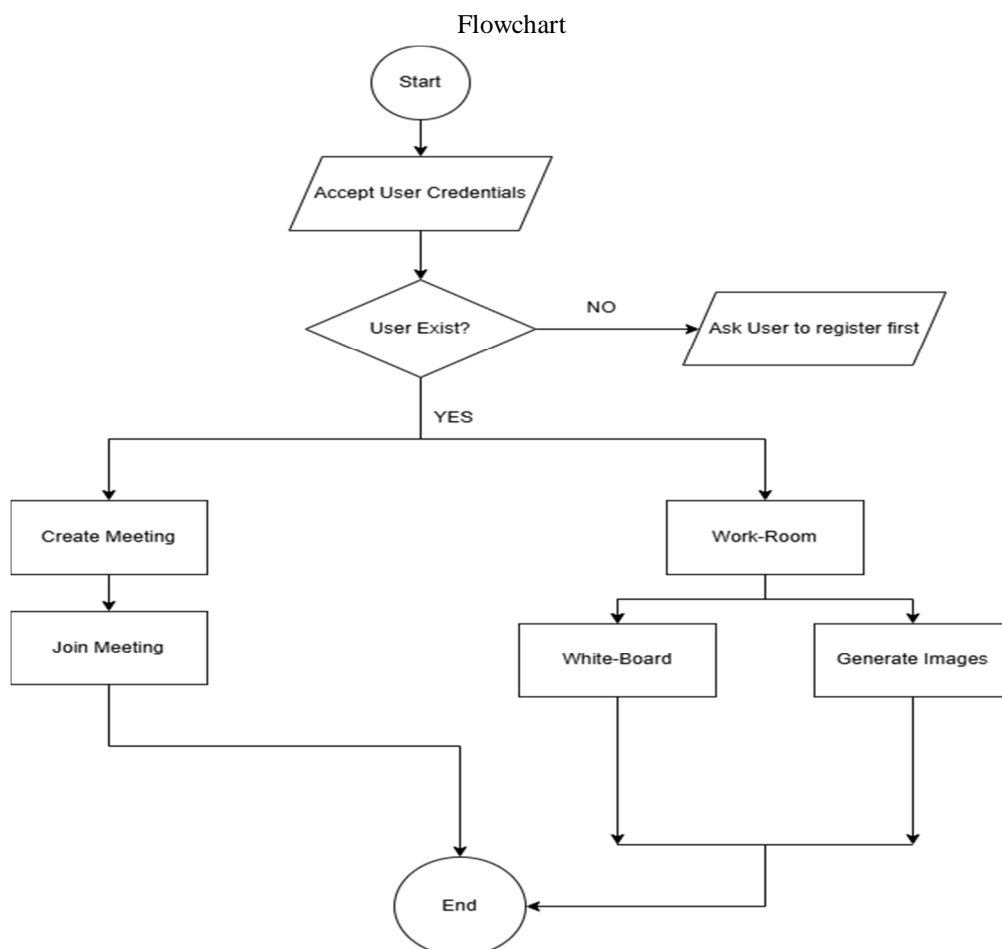 Flowchart
Start
Accept User Credentials
User Exist?
NO
Ask User to register first
YES
Create Meeting
Work-Room
Join Meeting
White-Board
Generate Images
End